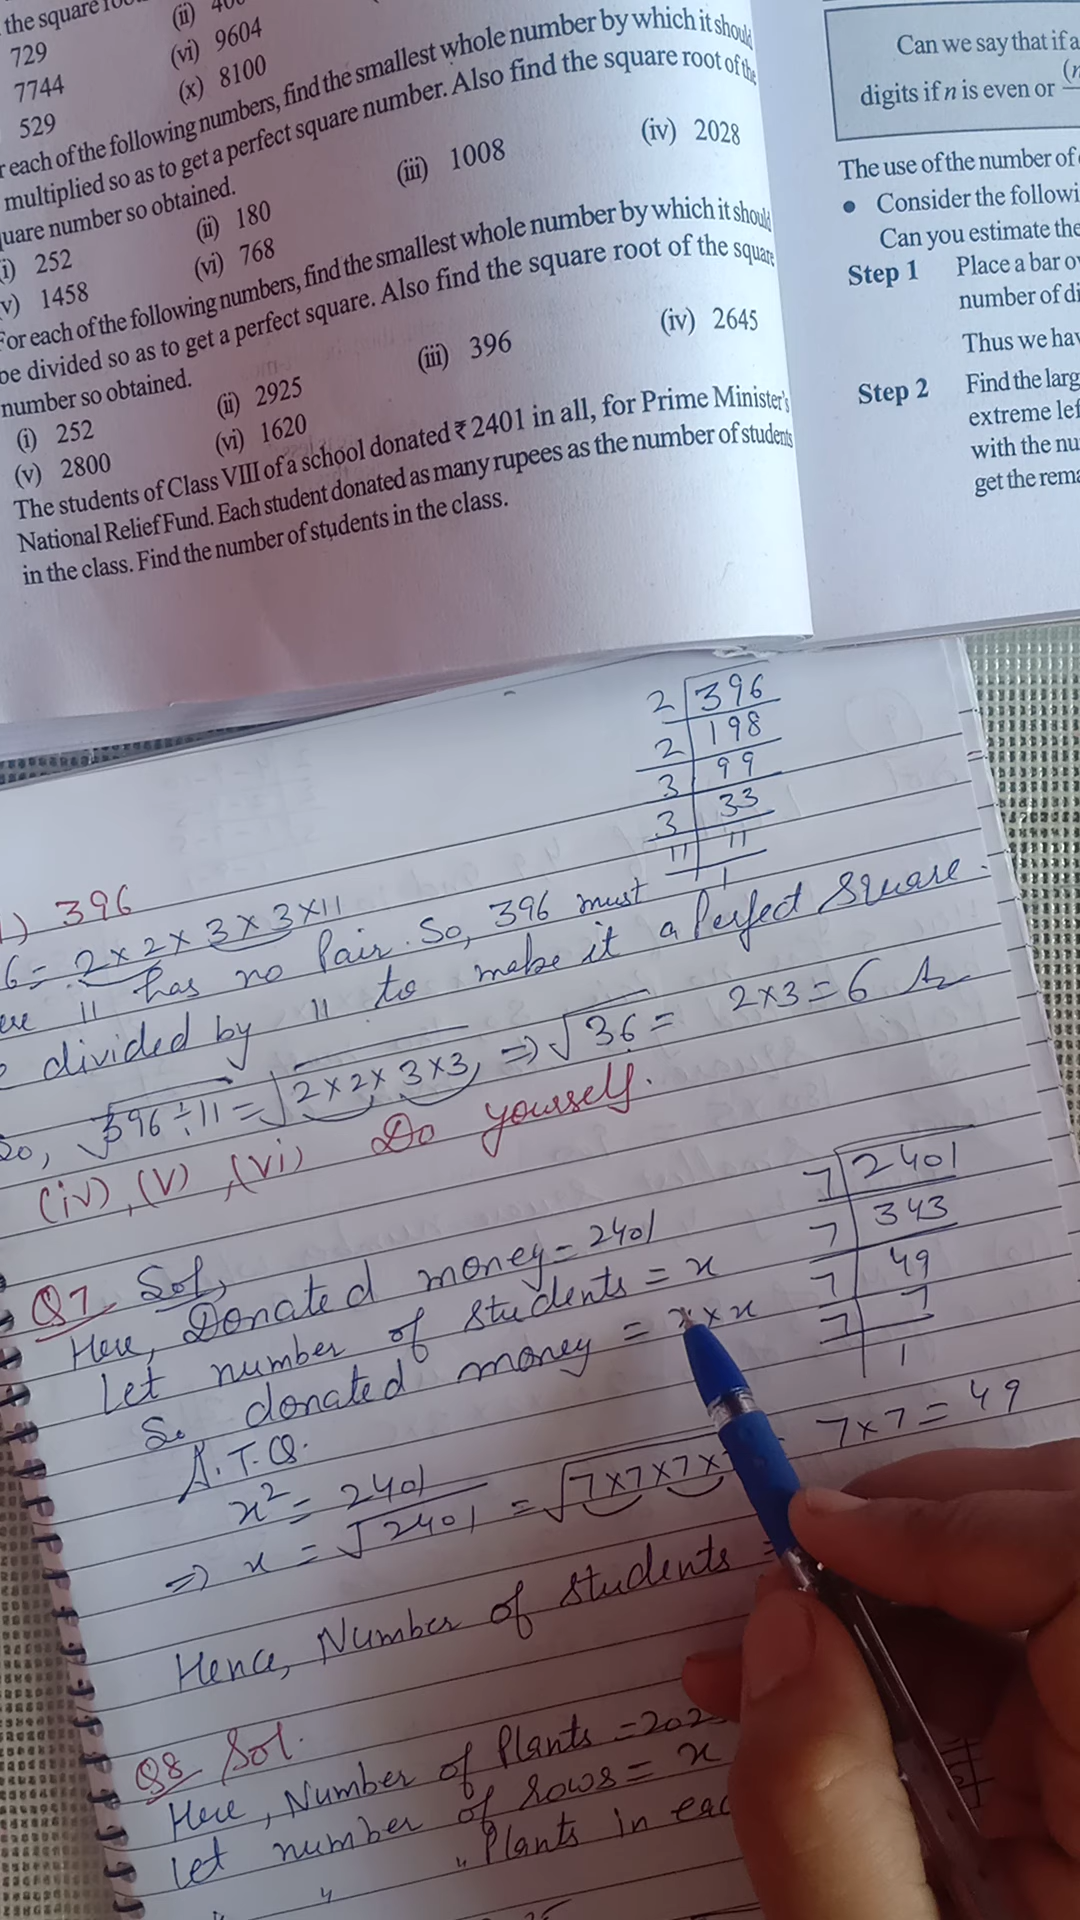 the square
(ii)
729
(vi) 9604
7744
(x) 8100
529
each of the following numbers, find the smallest whole number by which it should
multiplied so as to get a perfect square number. Also find the square root of the
square number so obtained.
(i) 252
(ii) 180
(iii) 1008
(iv) 2028
(v) 1458
(vi) 768
For each of the following numbers, find the smallest whole number by which it should
be divided so as to get a perfect square. Also find the square root of the square
number so obtained.
(i) 252
(ii) 2925
(iii) 396
(iv) 2645
(v) 2800
(vi) 1620
The students of Class VIII of a school donated ₹ 2401 in all, for Prime Minister's
National Relief Fund. Each student donated as many rupees as the number of students
in the class. Find the number of students in the class.
Can we say that if a
digits if n is even or (n
The use of the number of
• Consider the followi
Can you estimate the
Step 1 Place a bar ov
number of di
Thus we hav
Step 2 Find the larg
extreme lef
with the nu
get the rema
2 396
2 198
3 99
3 33
11 11
1
) 396
6 = 2×2×3×3×11
11 has no Pair. So, 396 must
divided by 11 to make it a Perfect Square.
So, √396÷11 = √2×2×3×3 ⇒ √36 = 2×3=6
(iv), (v), (vi) Do yourself.
7 2401
7 343
7 49
7 7
1
Q7 Sol,
Here, Donated money = 2401
Let number of students = x
So, donated money = x×x
A.T.Q.
x² = 2401
⇒ x = √2401 = √7×7×7× 7×7=49
Hence, Number of students =
Q8 Sol.
Here, Number of Plants = 202
Let number of rows = x
" " Plants in eac